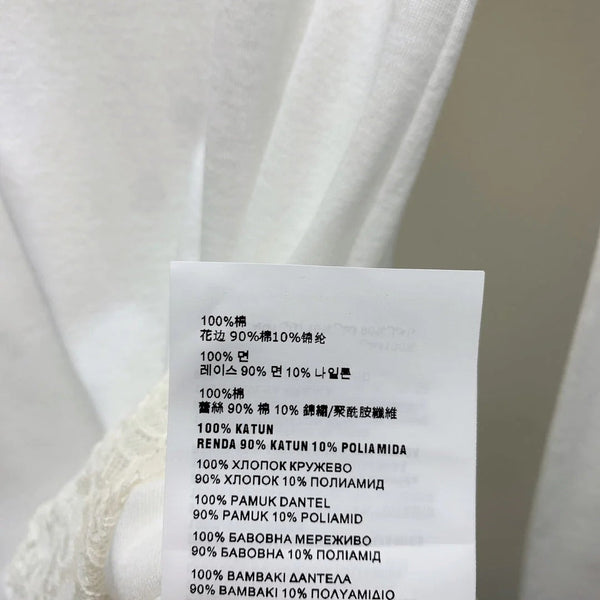 100%棉
花边 90%棉10%锦纶
100% 면
레이스 90% 면 10% 나일론
100%棉
蕾絲 90% 棉 10% 錦綸/聚酰胺纖維
100% KATUN
RENDA 90% KATUN 10% POLIAMIDA
100% ХЛОПОК КРУЖЕВО
90% ХЛОПОК 10% ПОЛИАМИД
100% PAMUK DANTEL
90% PAMUK 10% POLIAMID
100% БАВОВНА МЕРЕЖИВО
90% БАВОВНА 10% ПОЛІАМІД
100% ΒΑΜΒΑΚΙ ΔΑΝΤΕΛΑ
90% ΒΑΜΒΑΚΙ 10% ΠΟΛΥΑΜΙΔΙΟ